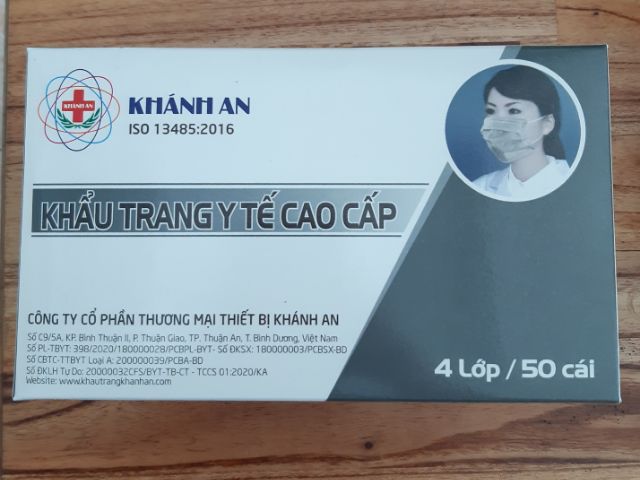 KHÁNH AN
KHÁNH AN
ISO 13485:2016
KHẨU TRANG Y TẾ CAO CẤP
CÔNG TY CỔ PHẦN THƯƠNG MẠI THIẾT BỊ KHÁNH AN
Số C9/5A, KP. Bình Thuận II, P. Thuận Giao, TP. Thuận An, T. Bình Dương, Việt Nam
Số PL-TBYT: 398/2020/180000028/PCBPL-BYT- Số ĐKSX: 180000003/PCBSX-BD
Số CBTC-TTBYT Loại A: 200000039/PCBA-BD
Số ĐKLH Tự Do: 20000032CFS/BYT-TB-CT - TCCS 01:2020/KA
Website: www.khautrangkhanhan.com
4 Lớp / 50 cái